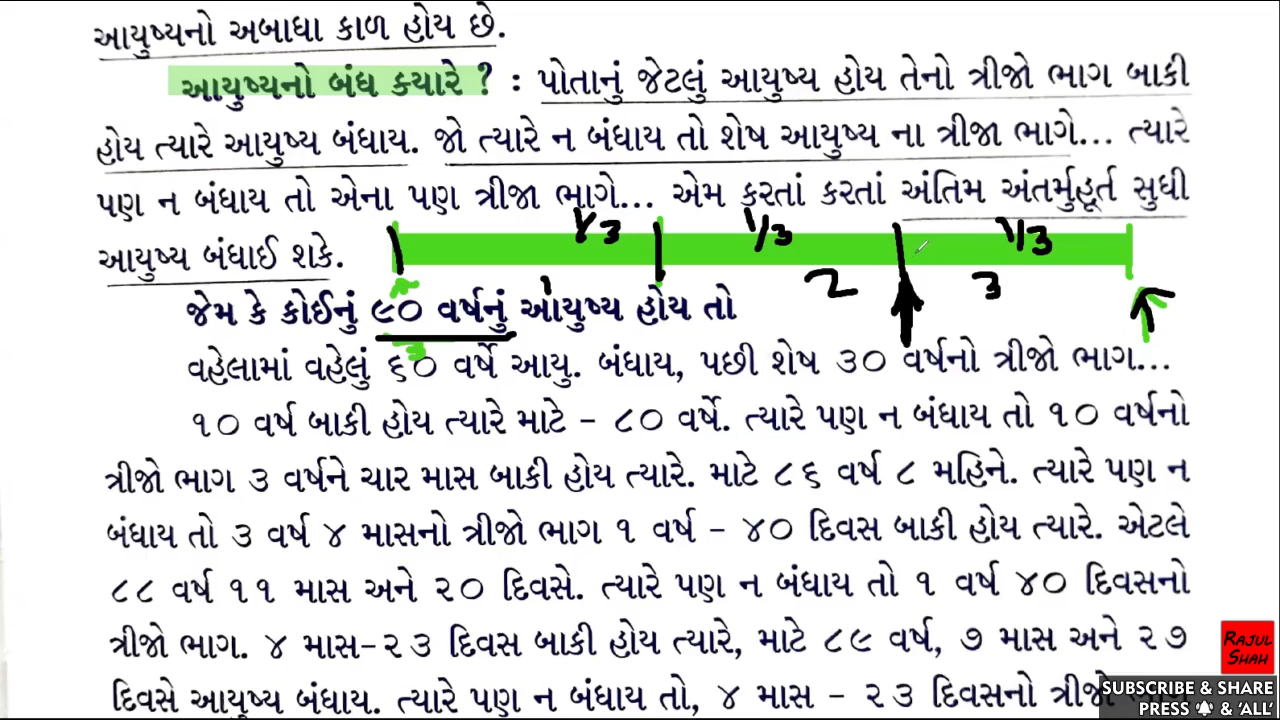 આયુષ્યનો અબાધા કાળ હોય છે.
આયુષ્યનો બંધ ક્યારે ? : પોતાનું જેટલું આયુષ્ય હોય તેનો ત્રીજો ભાગ બાકી
હોય ત્યારે આયુષ્ય બંધાય. જો ત્યારે ન બંધાય તો શેષ આયુષ્ય ના ત્રીજા ભાગે... ત્યારે
પણ ન બંધાય તો એના પણ ત્રીજા ભાગે... એમ કરતાં કરતાં અંતિમ અંતર્મુહૂર્ત સુધી
1/3 1/3 1/3
આયુષ્ય બંધાઈ શકે.
2 3
જેમ કે કોઈનું ૯૦ વર્ષનું આયુષ્ય હોય તો
વહેલામાં વહેલું ૬૦ વર્ષે આયુ. બંધાય, પછી શેષ ૩૦ વર્ષનો ત્રીજો ભાગ...
૧૦ વર્ષ બાકી હોય ત્યારે માટે - ૮૦ વર્ષે. ત્યારે પણ ન બંધાય તો ૧૦ વર્ષનો
ત્રીજો ભાગ ૩ વર્ષને ચાર માસ બાકી હોય ત્યારે. માટે ૮૬ વર્ષ ૮ મહિને. ત્યારે પણ ન
બંધાય તો ૩ વર્ષ ૪ માસનો ત્રીજો ભાગ ૧ વર્ષ - ૪૦ દિવસ બાકી હોય ત્યારે. એટલે
૮૮ વર્ષ ૧૧ માસ અને ૨૦ દિવસે. ત્યારે પણ ન બંધાય તો ૧ વર્ષ ૪૦ દિવસનો
ત્રીજો ભાગ. ૪ માસ-૨૩ દિવસ બાકી હોય ત્યારે, માટે ૮૯ વર્ષ, ૭ માસ અને ૨૭
RAJUL
SHAH
દિવસે આયુષ્ય બંધાય. ત્યારે પણ ન બંધાય તો, ૪ માસ - ૨૩ દિવસનો ત્રીજો
SUBSCRIBE & SHARE
PRESS & 'ALL'